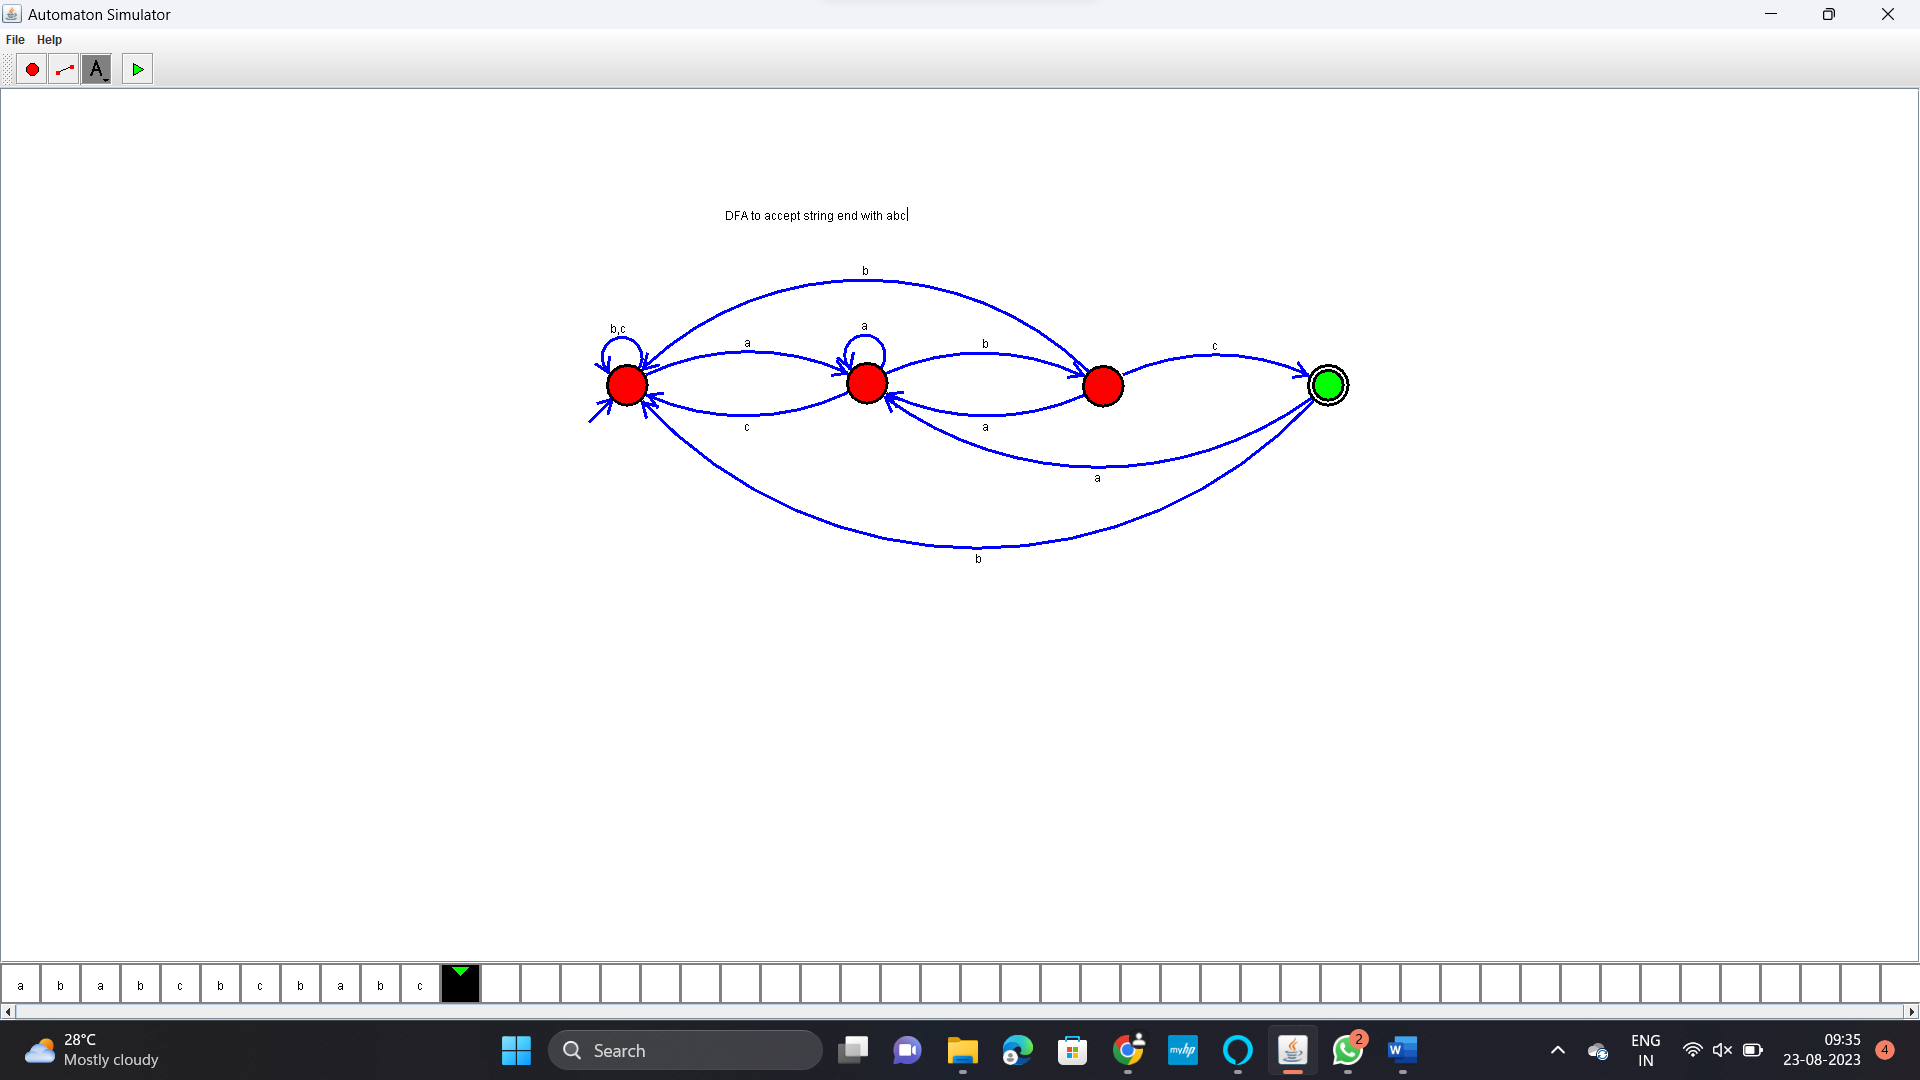 Automaton Simulator
File Help
A
DFA to accept string end with abc
b
b,c
a
a
b
c
c
a
a
b
a b a b c b c b a b c
28°C
Mostly cloudy
Search
myhp
2
W
ENG
IN
09:35
23-08-2023
4